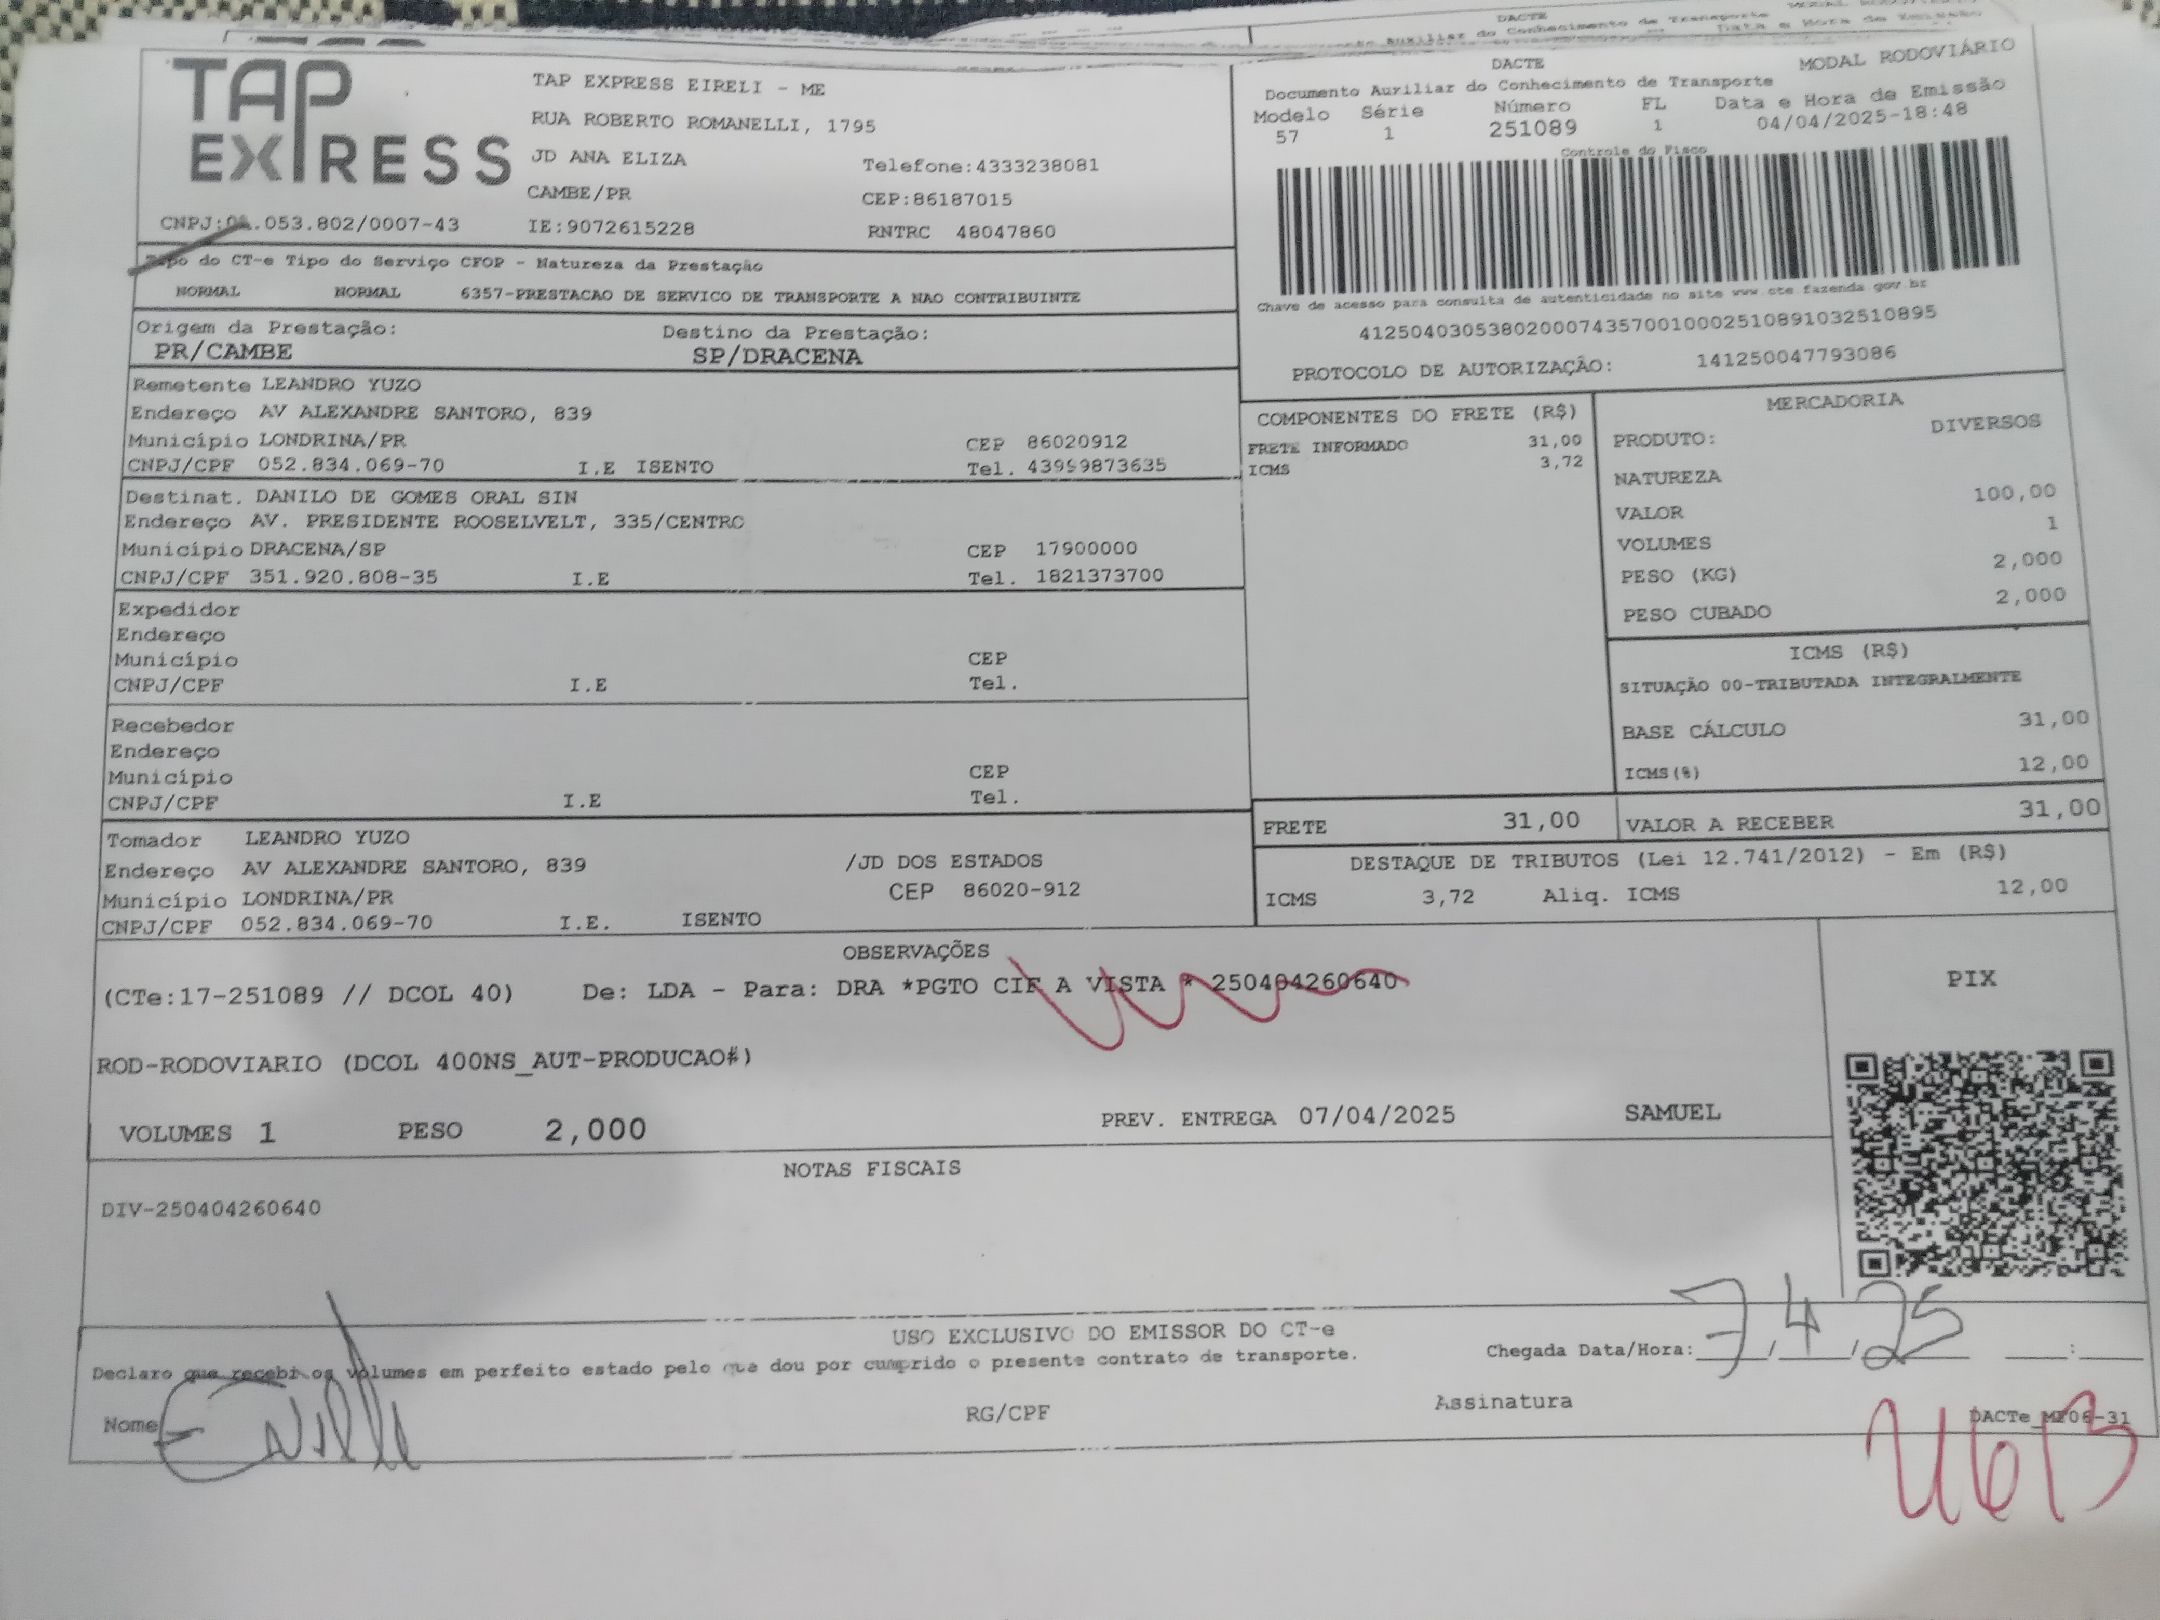 TAP EXPRESS
TAP EXPRESS EIRELI - ME
RUA ROBERTO ROMANELLI, 1795
JD ANA ELIZA Telefone:4333238081
CAMBE/PR CEP:86187015
CNPJ: .053.802/0007-43 IE:9072615228 RNTRC 48047860
DACTE MODAL RODOVIÁRIO
Documento Auxiliar do Conhecimento de Transporte
Modelo Série Número FL Data e Hora de Emissão
57 1 251089 1 04/04/2025-18:48
Controle do Fisco
Chave de acesso para consulta de autenticidade no site www.cte.fazenda.gov.br
41250403053802000743570010002510891032510895
PROTOCOLO DE AUTORIZAÇÃO: 141250047793086
Tipo do CT-e Tipo do Serviço CFOP - Natureza da Prestação
NORMAL NORMAL 6357-PRESTACAO DE SERVICO DE TRANSPORTE A NAO CONTRIBUINTE
Origem da Prestação: Destino da Prestação:
PR/CAMBE SP/DRACENA
Remetente LEANDRO YUZO
Endereço AV ALEXANDRE SANTORO, 839
Município LONDRINA/PR CEP 86020912
CNPJ/CPF 052.834.069-70 I.E ISENTO Tel. 43999873635
Destinat. DANILO DE GOMES ORAL SIN
Endereço AV. PRESIDENTE ROOSELVELT, 335/CENTRO
Município DRACENA/SP CEP 17900000
CNPJ/CPF 351.920.808-35 I.E Tel. 1821373700
Expedidor
Endereço
Município CEP
CNPJ/CPF I.E Tel.
Recebedor
Endereço
Município CEP
CNPJ/CPF I.E Tel.
Tomador LEANDRO YUZO
Endereço AV ALEXANDRE SANTORO, 839 /JD DOS ESTADOS
Município LONDRINA/PR CEP 86020-912
CNPJ/CPF 052.834.069-70 I.E. ISENTO
COMPONENTES DO FRETE (R$)
FRETE INFORMADO 31,00
ICMS 3,72
MERCADORIA
PRODUTO: DIVERSOS
NATUREZA
VALOR 100,00
VOLUMES 1
PESO (KG) 2,000
PESO CUBADO 2,000
ICMS (R$)
SITUAÇÃO 00-TRIBUTADA INTEGRALMENTE
BASE CÁLCULO 31,00
ICMS(%) 12,00
FRETE 31,00 VALOR A RECEBER 31,00
DESTAQUE DE TRIBUTOS (Lei 12.741/2012) - Em (R$)
ICMS 3,72 Aliq. ICMS 12,00
OBSERVAÇÕES
(CTe:17-251089 // DCOL 40) De: LDA - Para: DRA *PGTO CIF A VISTA * 250404260640
ROD-RODOVIARIO (DCOL 400NS_AUT-PRODUCAO#)
VOLUMES 1 PESO 2,000 PREV. ENTREGA 07/04/2025 SAMUEL
PIX
NOTAS FISCAIS
DIV-250404260640
USO EXCLUSIVO DO EMISSOR DO CT-e
Declaro que recebi os volumes em perfeito estado pelo que dou por cumprido o presente contrato de transporte.
Chegada Data/Hora: 7/4/25 :
Nome RG/CPF Assinatura